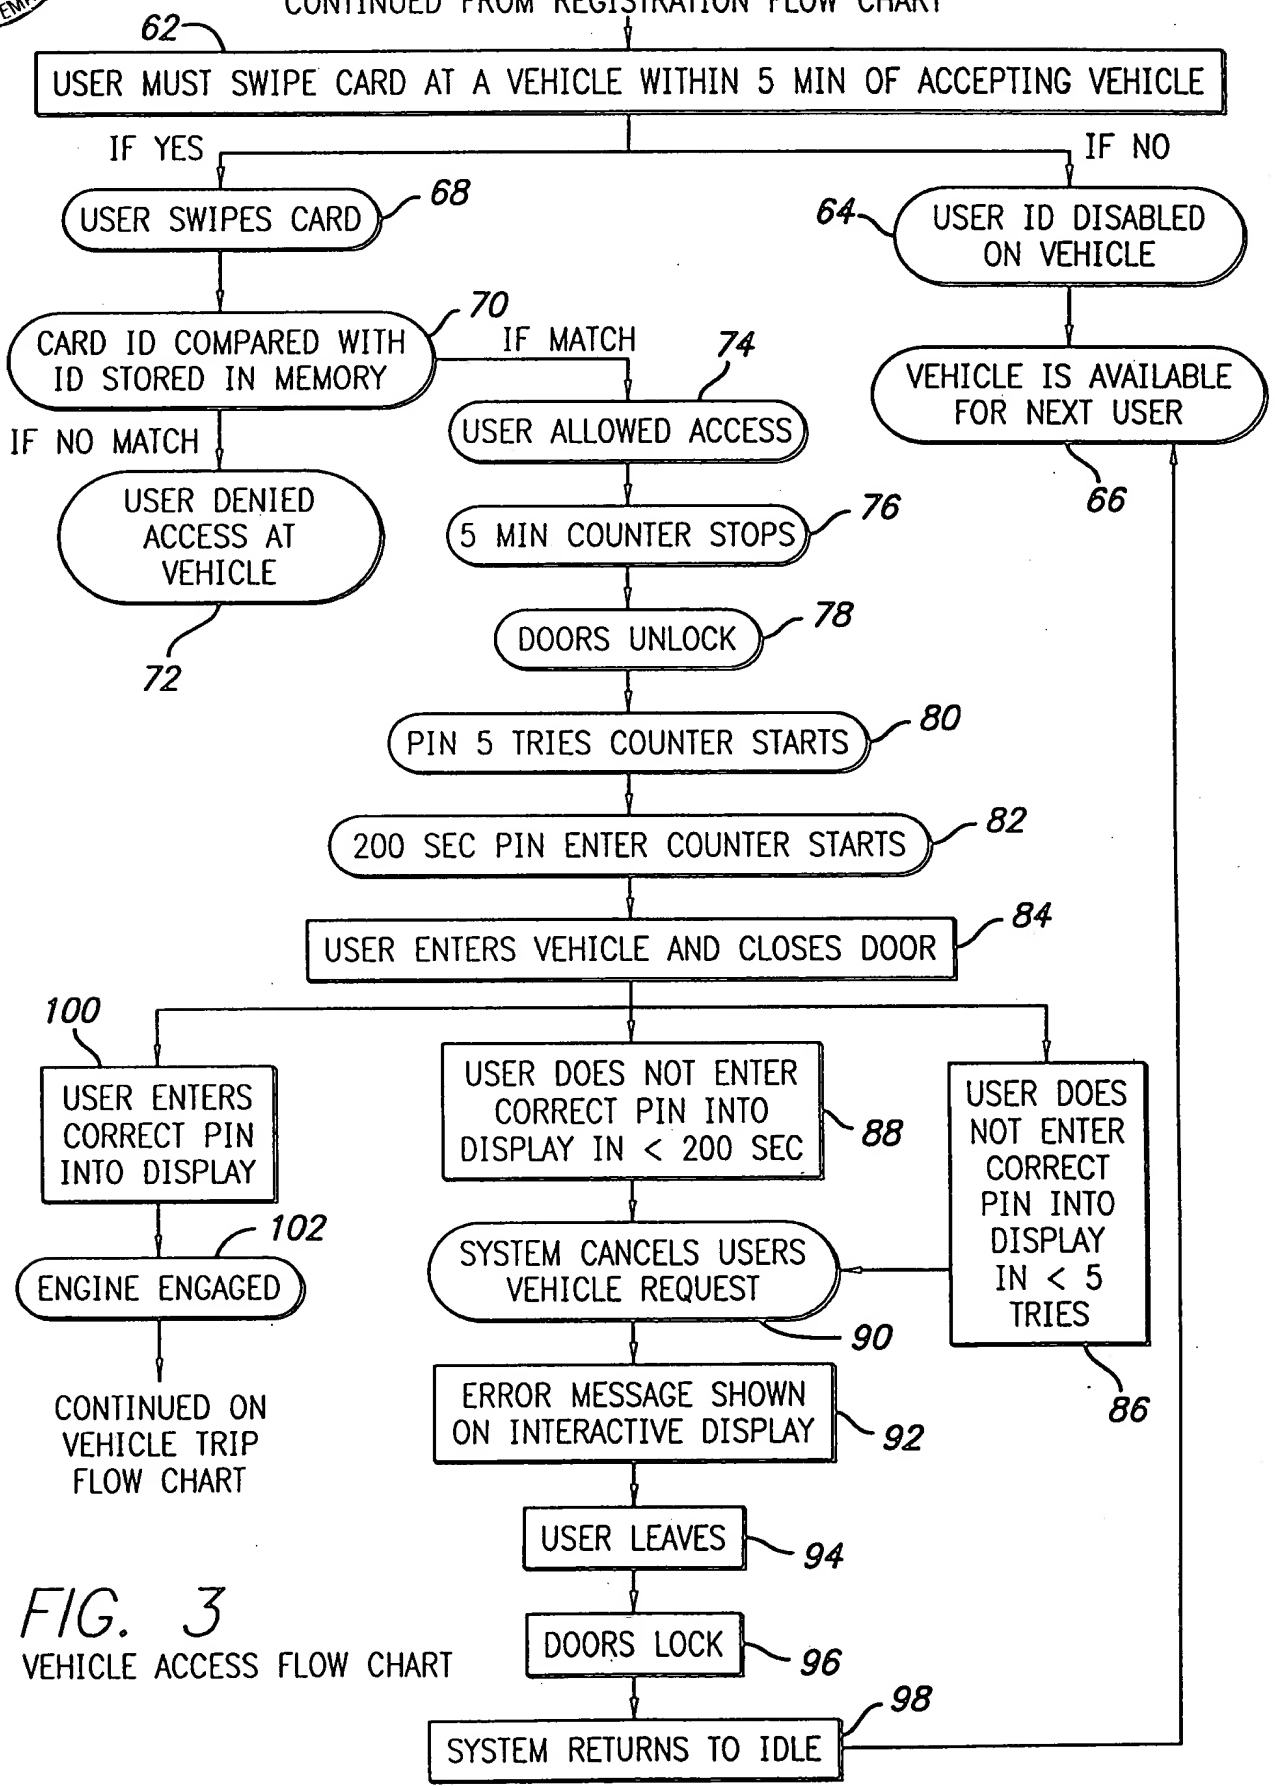 CONTINUED FROM REGISTRATION FLOW CHART
62
USER MUST SWIPE CARD AT A VEHICLE WITHIN 5 MIN OF ACCEPTING VEHICLE
IF YES
IF NO
68
USER SWIPES CARD
64
USER ID DISABLED
ON VEHICLE
70
CARD ID COMPARED WITH
ID STORED IN MEMORY
IF MATCH
74
VEHICLE IS AVAILABLE
FOR NEXT USER
66
USER ALLOWED ACCESS
IF NO MATCH
USER DENIED
ACCESS AT
VEHICLE
72
76
5 MIN COUNTER STOPS
78
DOORS UNLOCK
80
PIN 5 TRIES COUNTER STARTS
82
200 SEC PIN ENTER COUNTER STARTS
84
USER ENTERS VEHICLE AND CLOSES DOOR
100
USER ENTERS
CORRECT PIN
INTO DISPLAY
USER DOES NOT ENTER
CORRECT PIN INTO
DISPLAY IN < 200 SEC
88
USER DOES
NOT ENTER
CORRECT
PIN INTO
DISPLAY
IN < 5
TRIES
86
102
ENGINE ENGAGED
SYSTEM CANCELS USERS
VEHICLE REQUEST
90
CONTINUED ON
VEHICLE TRIP
FLOW CHART
ERROR MESSAGE SHOWN
ON INTERACTIVE DISPLAY
92
USER LEAVES
94
DOORS LOCK
96
98
SYSTEM RETURNS TO IDLE
FIG. 3
VEHICLE ACCESS FLOW CHART